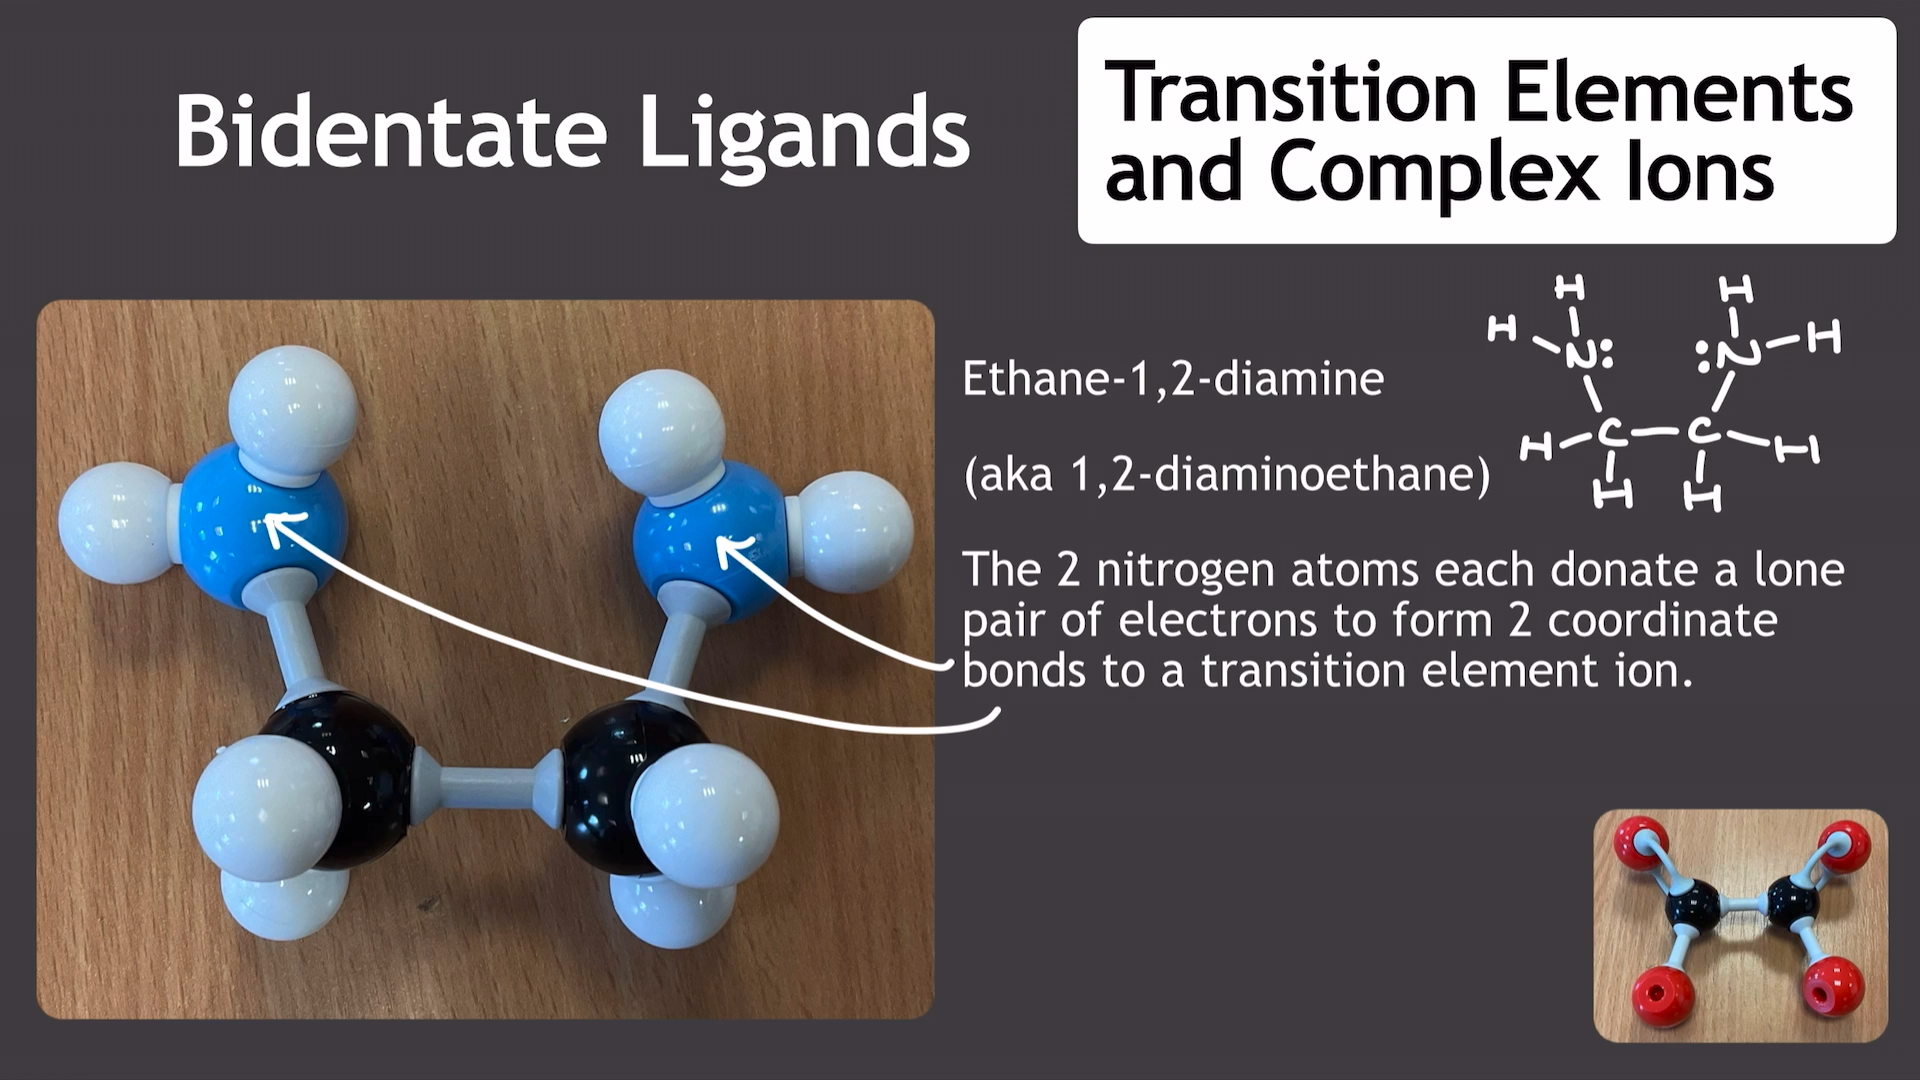 Bidentate Ligands
Transition Elements
and Complex Ions
Ethane-1,2-diamine
(aka 1,2-diaminoethane)
The 2 nitrogen atoms each donate a lone
pair of electrons to form 2 coordinate
bonds to a transition element ion.
H H
H N: :N H
H C C H
H H